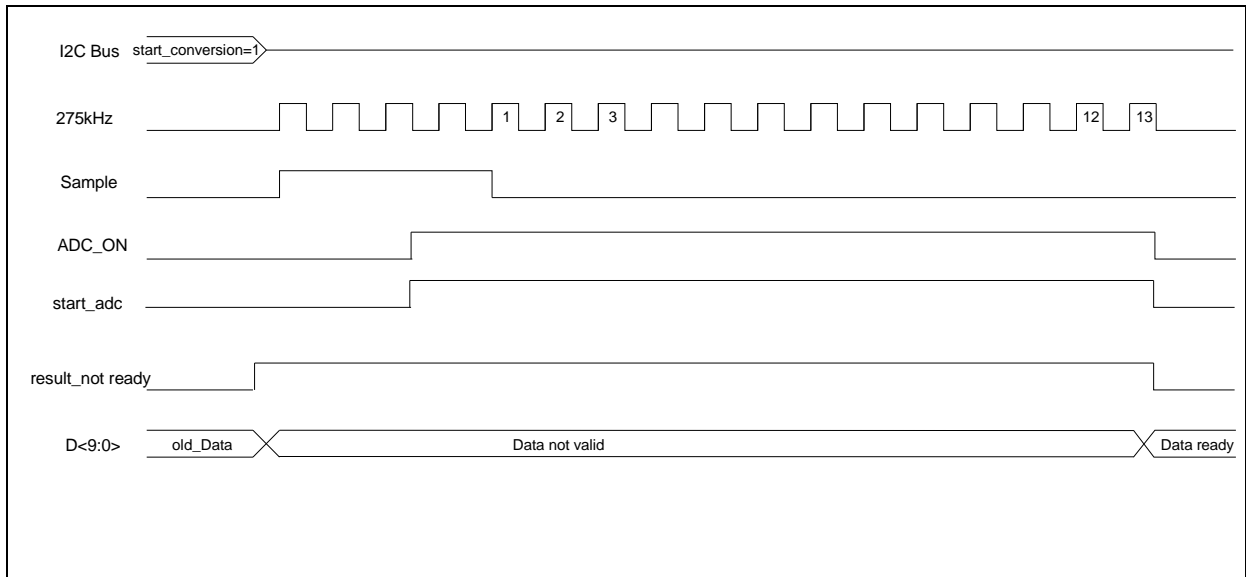 I2C Bus start_conversion=1
275kHz 1 2 3 12 13
Sample
ADC_ON
start_adc
result_not ready
D<9:0> old_Data Data not valid Data ready